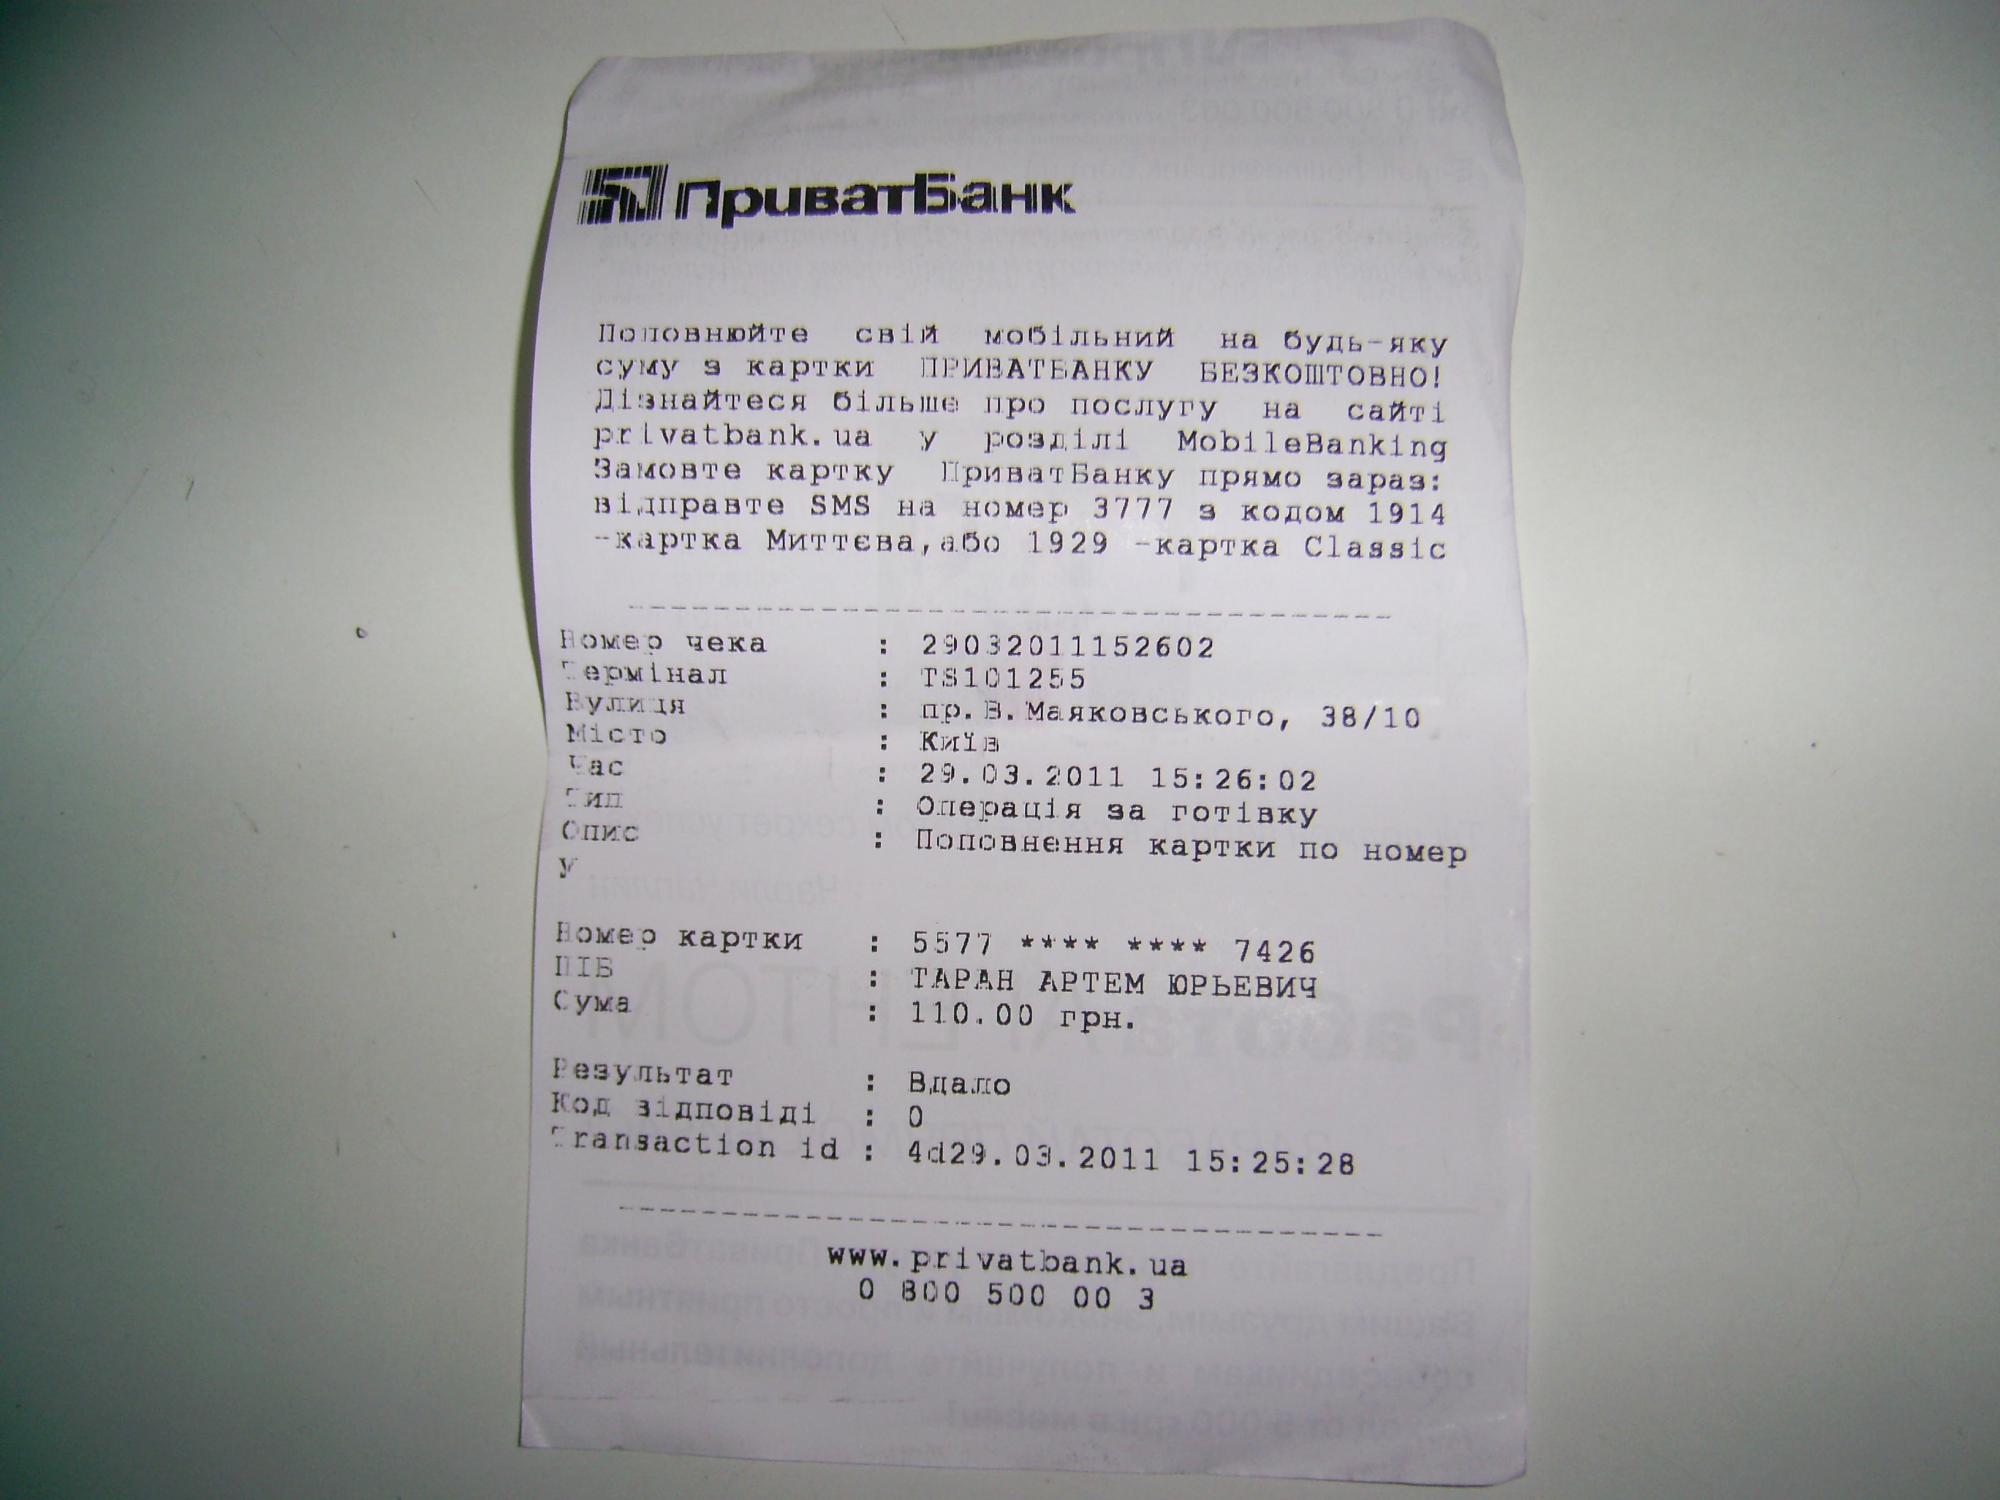 ПриватБанк
Поповнюйте свій мобільний на будь-яку
суму з картки ПРИВАТБАНКУ БЕЗКОШТОВНО!
Дізнайтеся більше про послугу на сайті
privatbank.ua у розділі MobileBanking
Замовте картку ПриватБанку прямо зараз:
відправте SMS на номер 3777 з кодом 1914
-картка Миттєва,або 1929 -картка Classic
Номер чека : 29032011152602
Термінал : TS101255
Вулиця : пр.В.Маяковського, 38/10
Місто : Київ
Час : 29.03.2011 15:26:02
Тип : Операція за готівку
Опис : Поповнення картки по номер
у
Номер картки : 5577 **** **** 7426
ПІБ : ТАРАН АРТЕМ ЮРЬЕВИЧ
Сума : 110.00 грн.
Результат : Вдало
Код відповіді : 0
Transaction id : 4d29.03.2011 15:25:28
www.privatbank.ua
0 800 500 00 3